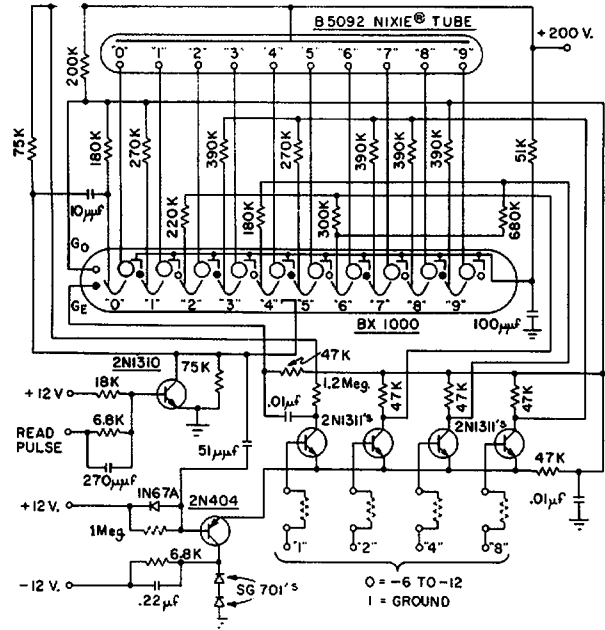 B5092 NIXIE® TUBE
+200 V.
"0" "1" "2" "3" "4" "5" "6" "7" "8" "9"
200K
75K
180K
270K
390K
270K
390K
390K
390K
51K
10μμf
220K
180K
300K
680K
GO
GE
"0" "1" "2" "3" "4" "5" "6" "7" "8" "9"
BX 1000
100μμf
2N1310
75K
47K
+12 V
18K
1.2 Meg.
47K
47K
47K
.01μf
READ PULSE
6.8K
2N1311's
2N1311's
270μμf
51μμf
47K
+12V.
1N67A
2N404
.01μf
1Meg.
6.8K
"1" "2" "4" "8"
-12 V.
.22μf
SG 701's
0 = -6 TO -12
1 = GROUND